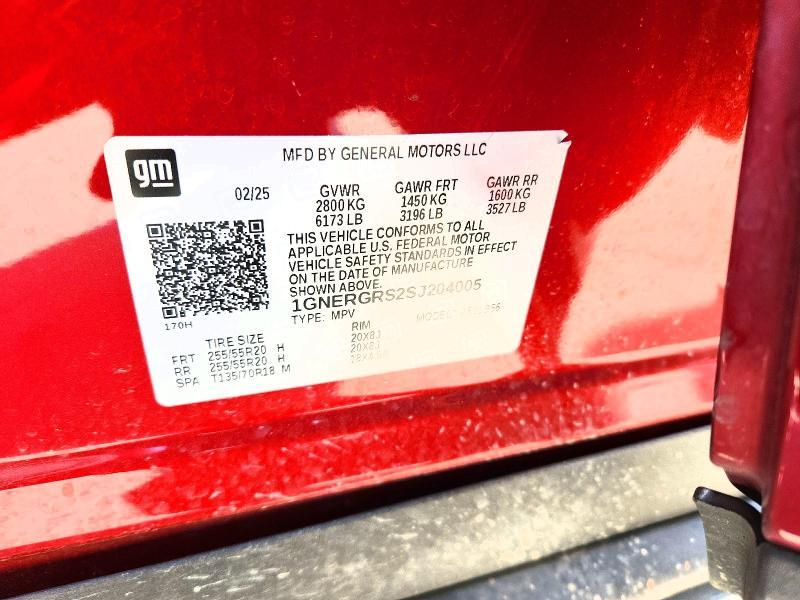 gm
MFD BY GENERAL MOTORS LLC
02/25 GVWR GAWR FRT GAWR RR
2800 KG 1450 KG 1600 KG
6173 LB 3196 LB 3527 LB
THIS VEHICLE CONFORMS TO ALL
APPLICABLE U.S. FEDERAL MOTOR
VEHICLE SAFETY STANDARDS IN EFFECT
ON THE DATE OF MANUFACTURE
SHOWN ABOVE.
1GNERGRS2SJ204005
170H
TYPE: MPV MODEL:
TIRE SIZE RIM
FRT 255/55R20 H 20X8J
RR 255/55R20 H 20X8J
SPA T135/70R18 M